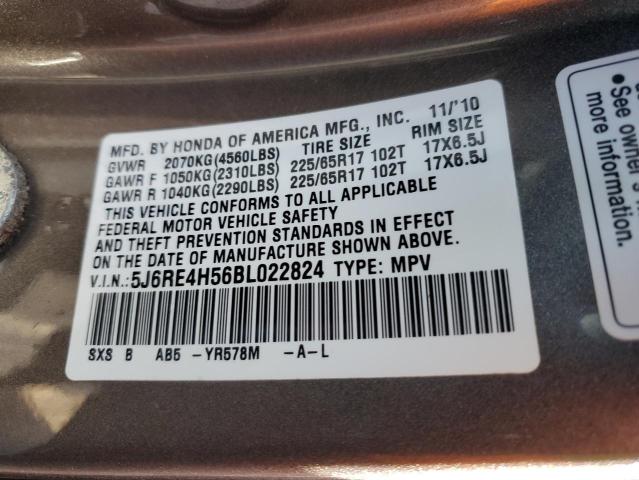 MFD. BY HONDA OF AMERICA MFG., INC. 11/'10
GVWR 2070KG(4560LBS) TIRE SIZE RIM SIZE
GAWR F 1050KG(2310LBS) 225/65R17 102T 17X6.5J
GAWR R 1040KG(2290LBS) 225/65R17 102T 17X6.5J
THIS VEHICLE CONFORMS TO ALL APPLICABLE
FEDERAL MOTOR VEHICLE SAFETY
AND THEFT PREVENTION STANDARDS IN EFFECT
ON THE DATE OF MANUFACTURE SHOWN ABOVE.
V.I.N.:5J6RE4H56BL022824 TYPE: MPV
SXS B AB5 -YR578M -A-L
•See owner
more information.